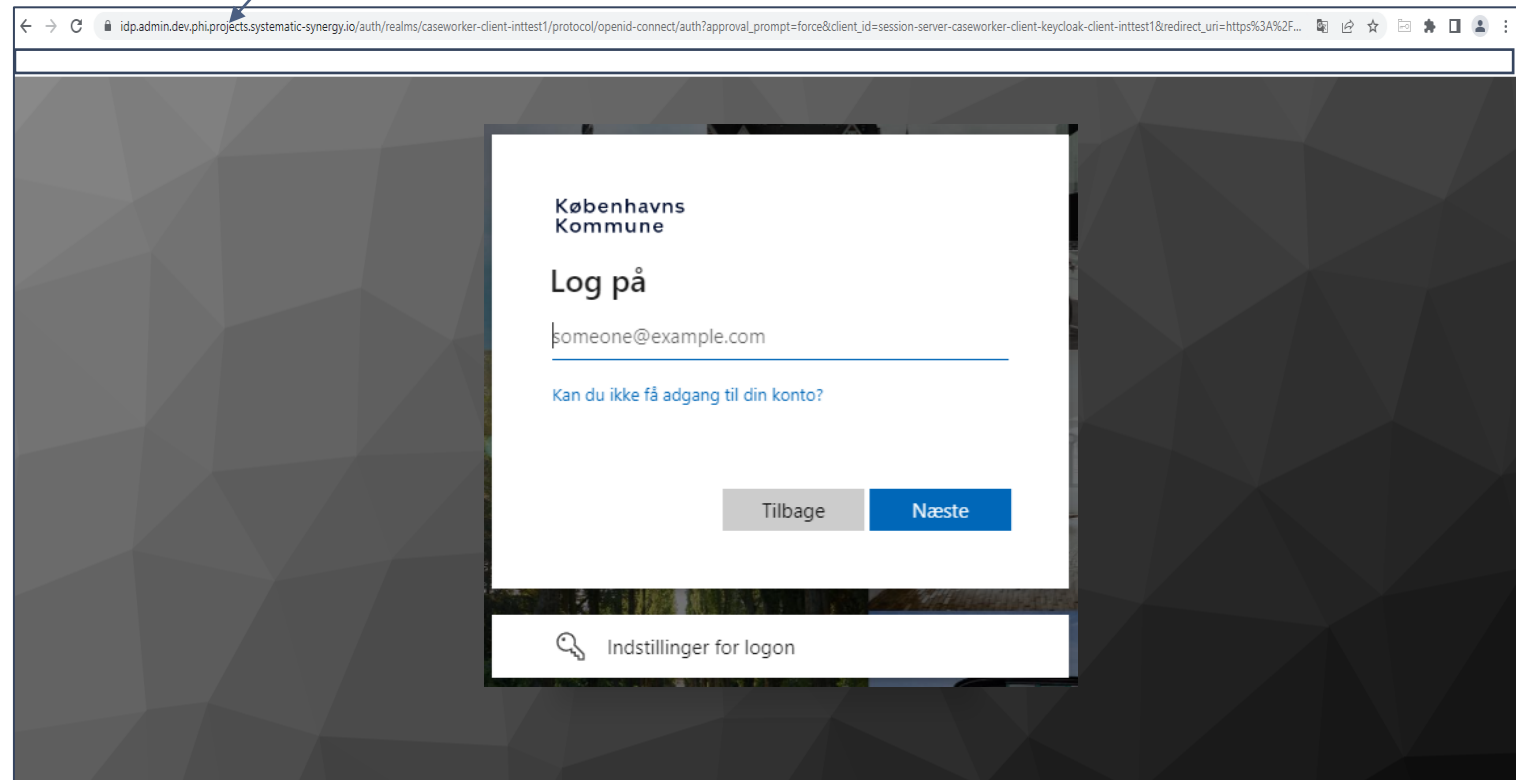 idp.admin.dev.phi.projects.systematic-synergy.io/auth/realms/caseworker-client-inttest1/protocol/openid-connect/auth?approval_prompt=force&client_id=session-server-caseworker-client-keycloak-client-inttest1&redirect_uri=https%3A%2F...
Københavns
Kommune
Log på
someone@example.com
Kan du ikke få adgang til din konto?
Tilbage Næste
Indstillinger for logon